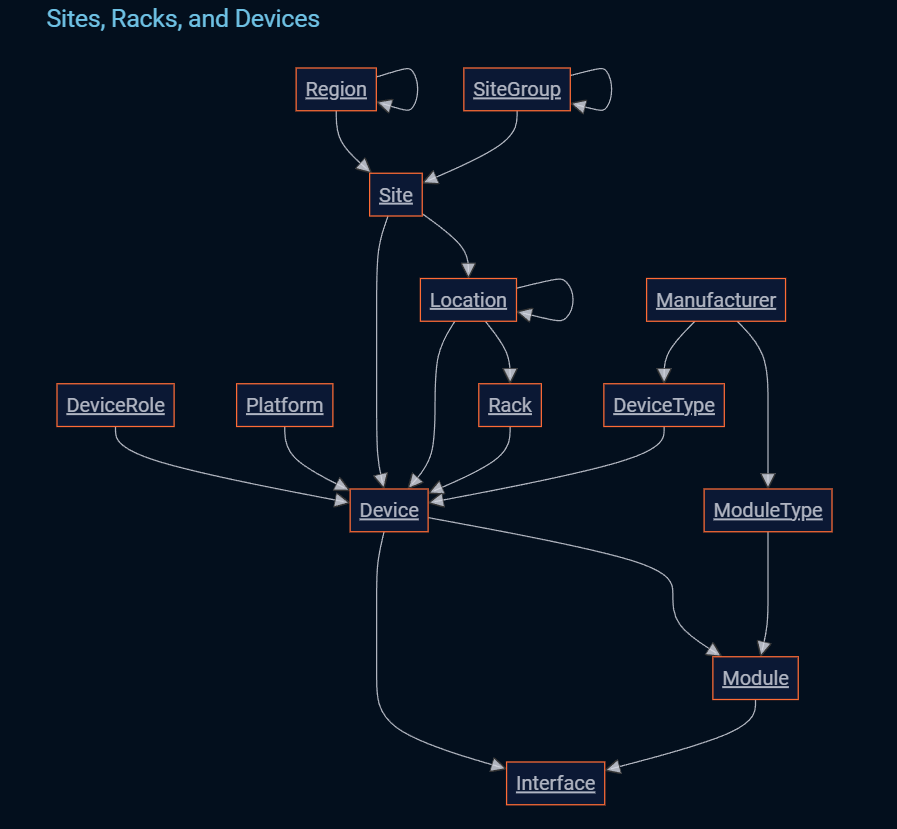 Sites, Racks, and Devices
Region
SiteGroup
Site
Location
Manufacturer
DeviceRole
Platform
Rack
DeviceType
Device
ModuleType
Module
Interface